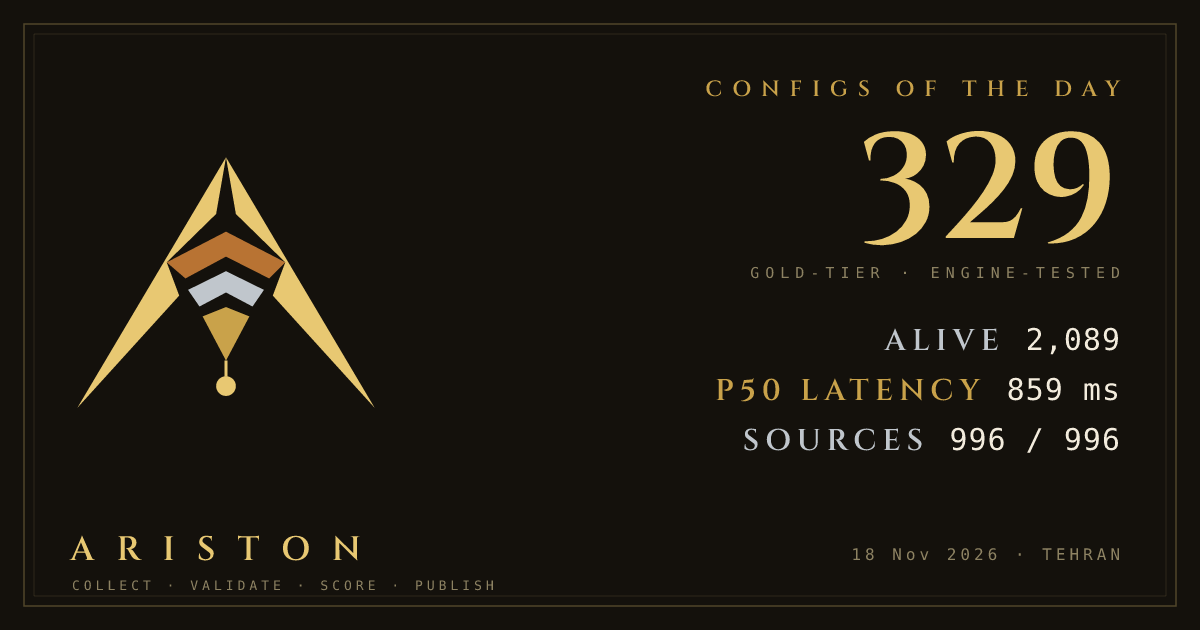 CONFIGS OF THE DAY
329
GOLD-TIER · ENGINE-TESTED
ALIVE 2,089
P50 LATENCY 859 ms
SOURCES 996 / 996
ARISTON
COLLECT · VALIDATE · SCORE · PUBLISH
18 Nov 2026 · TEHRAN